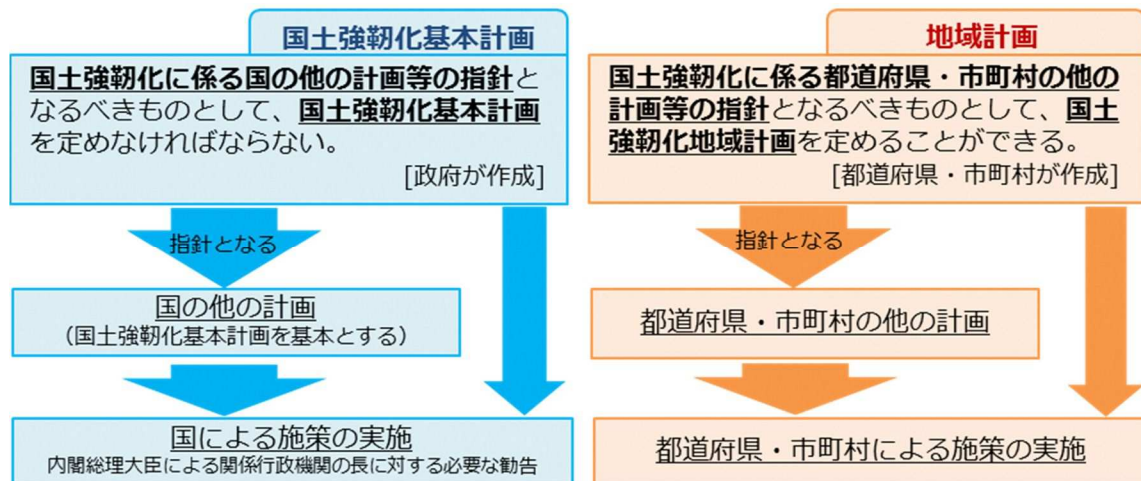 国土強靭化基本計画
国土強靭化に係る国の他の計画等の指針と
なるべきものとして、国土強靭化基本計画
を定めなければならない。
[政府が作成]
指針となる
国の他の計画
（国土強靭化基本計画を基本とする）
国による施策の実施
内閣総理大臣による関係行政機関の長に対する必要な勧告
地域計画
国土強靭化に係る都道府県・市町村の他の
計画等の指針となるべきものとして、国土
強靭化地域計画を定めることができる。
[都道府県・市町村が作成]
指針となる
都道府県・市町村の他の計画
都道府県・市町村による施策の実施